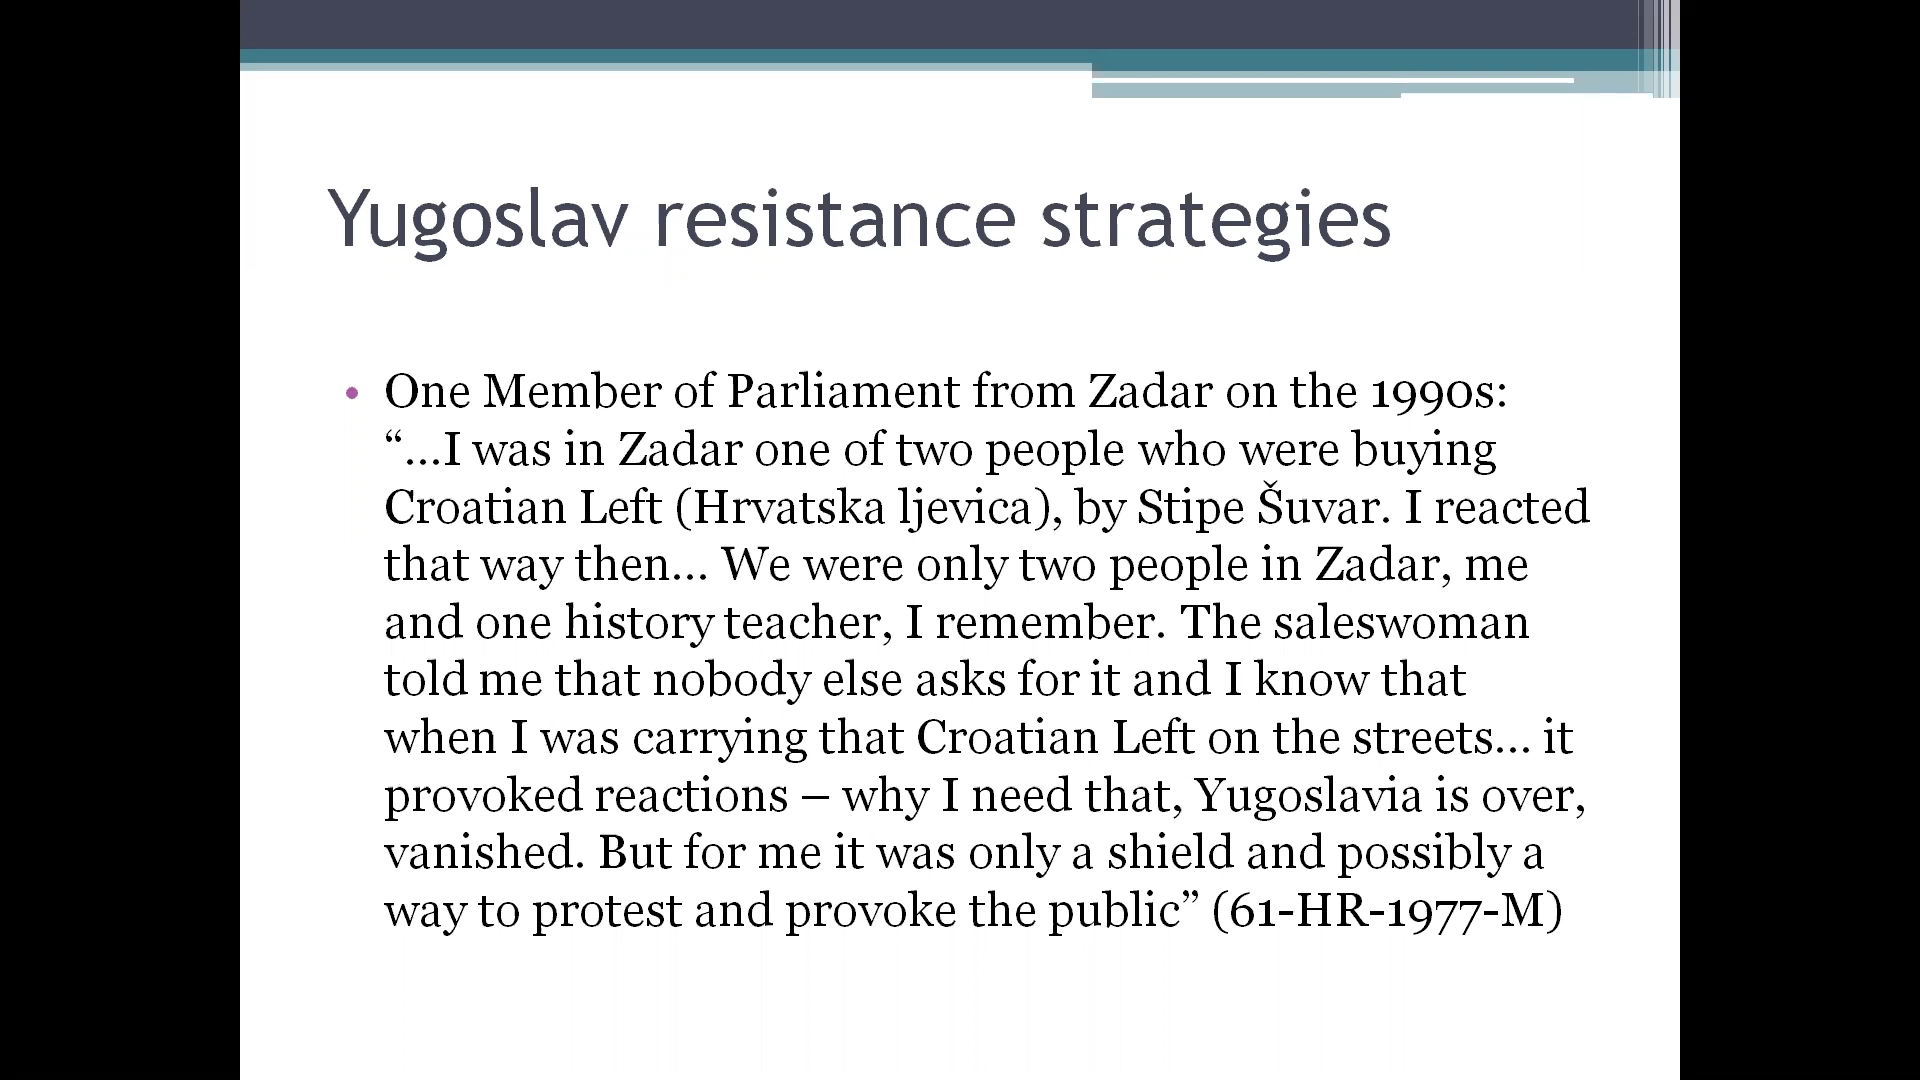 Yugoslav resistance strategies
• One Member of Parliament from Zadar on the 1990s:
“…I was in Zadar one of two people who were buying
Croatian Left (Hrvatska ljevica), by Stipe Šuvar. I reacted
that way then… We were only two people in Zadar, me
and one history teacher, I remember. The saleswoman
told me that nobody else asks for it and I know that
when I was carrying that Croatian Left on the streets… it
provoked reactions – why I need that, Yugoslavia is over,
vanished. But for me it was only a shield and possibly a
way to protest and provoke the public” (61-HR-1977-M)